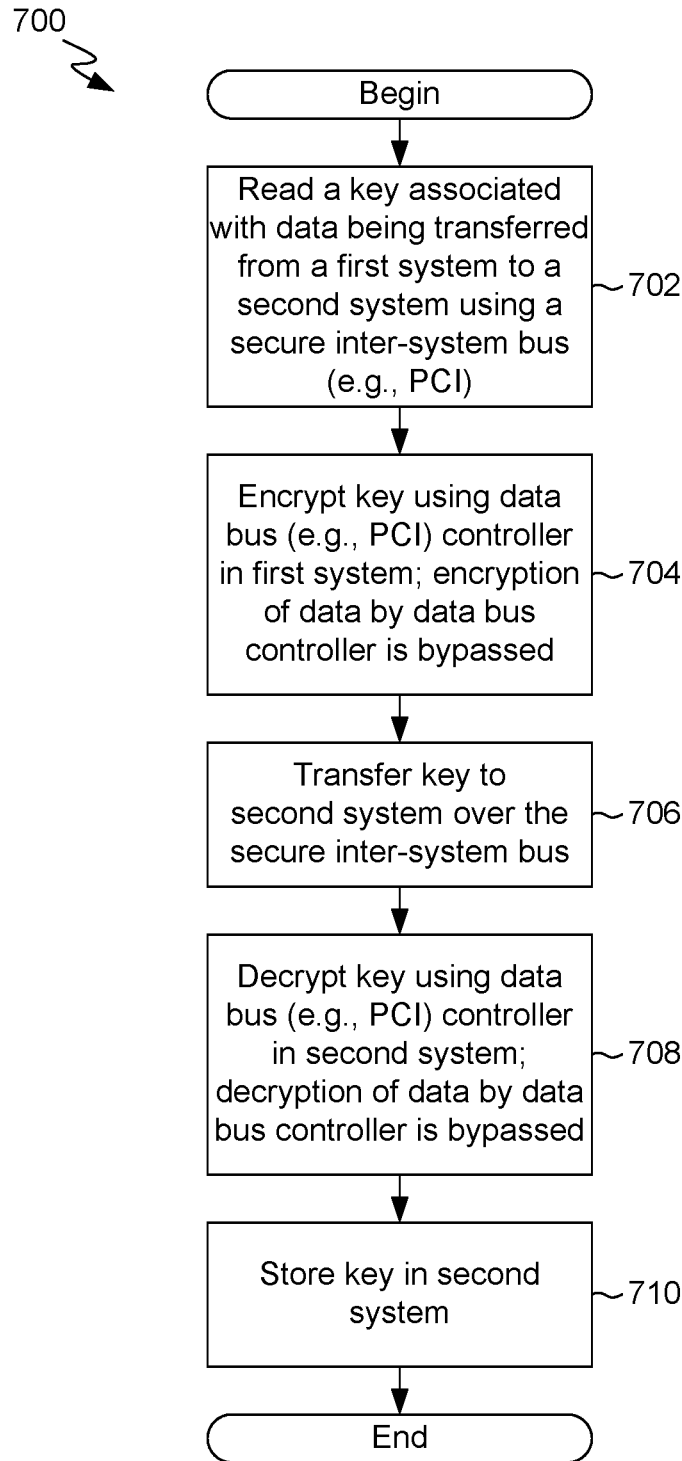 700
Begin
Read a key associated
with data being transferred
from a first system to a
second system using a
secure inter-system bus
(e.g., PCI)
702
Encrypt key using data
bus (e.g., PCI) controller
in first system; encryption
of data by data bus
controller is bypassed
704
Transfer key to
second system over the
secure inter-system bus
706
Decrypt key using data
bus (e.g., PCI) controller
in second system;
decryption of data by data
bus controller is bypassed
708
Store key in second
system
710
End